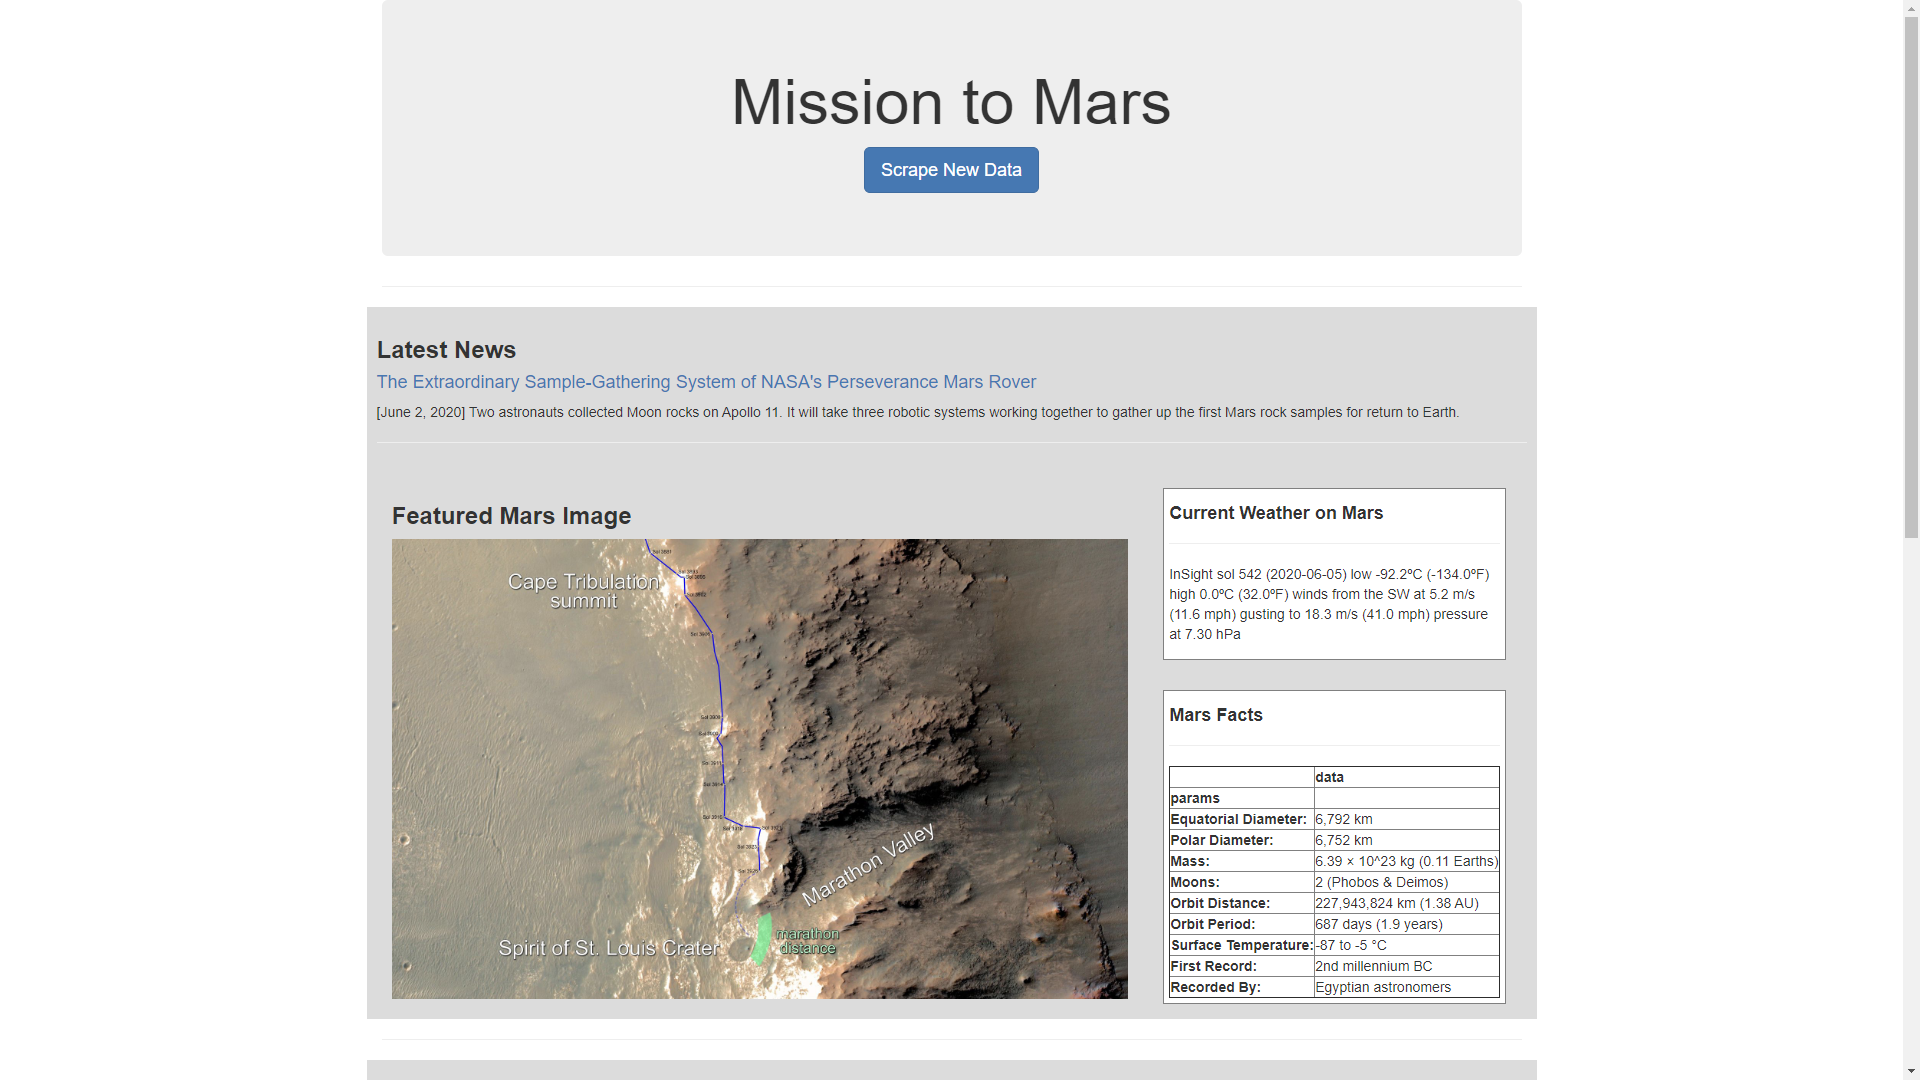 Mission to Mars
Scrape New Data
Latest News
The Extraordinary Sample-Gathering System of NASA's Perseverance Mars Rover
[June 2, 2020] Two astronauts collected Moon rocks on Apollo 11. It will take three robotic systems working together to gather up the first Mars rock samples for return to Earth.
Featured Mars Image
Cape Tribulation
summit
Marathon Valley
Spirit of St. Louis Crater
marathon
distance
Current Weather on Mars
InSight sol 542 (2020-06-05) low -92.2ºC (-134.0ºF)
high 0.0ºC (32.0ºF) winds from the SW at 5.2 m/s
(11.6 mph) gusting to 18.3 m/s (41.0 mph) pressure
at 7.30 hPa
Mars Facts
data
params
Equatorial Diameter: 6,792 km
Polar Diameter: 6,752 km
Mass: 6.39 × 10^23 kg (0.11 Earths)
Moons: 2 (Phobos & Deimos)
Orbit Distance: 227,943,824 km (1.38 AU)
Orbit Period: 687 days (1.9 years)
Surface Temperature: -87 to -5 °C
First Record: 2nd millennium BC
Recorded By: Egyptian astronomers